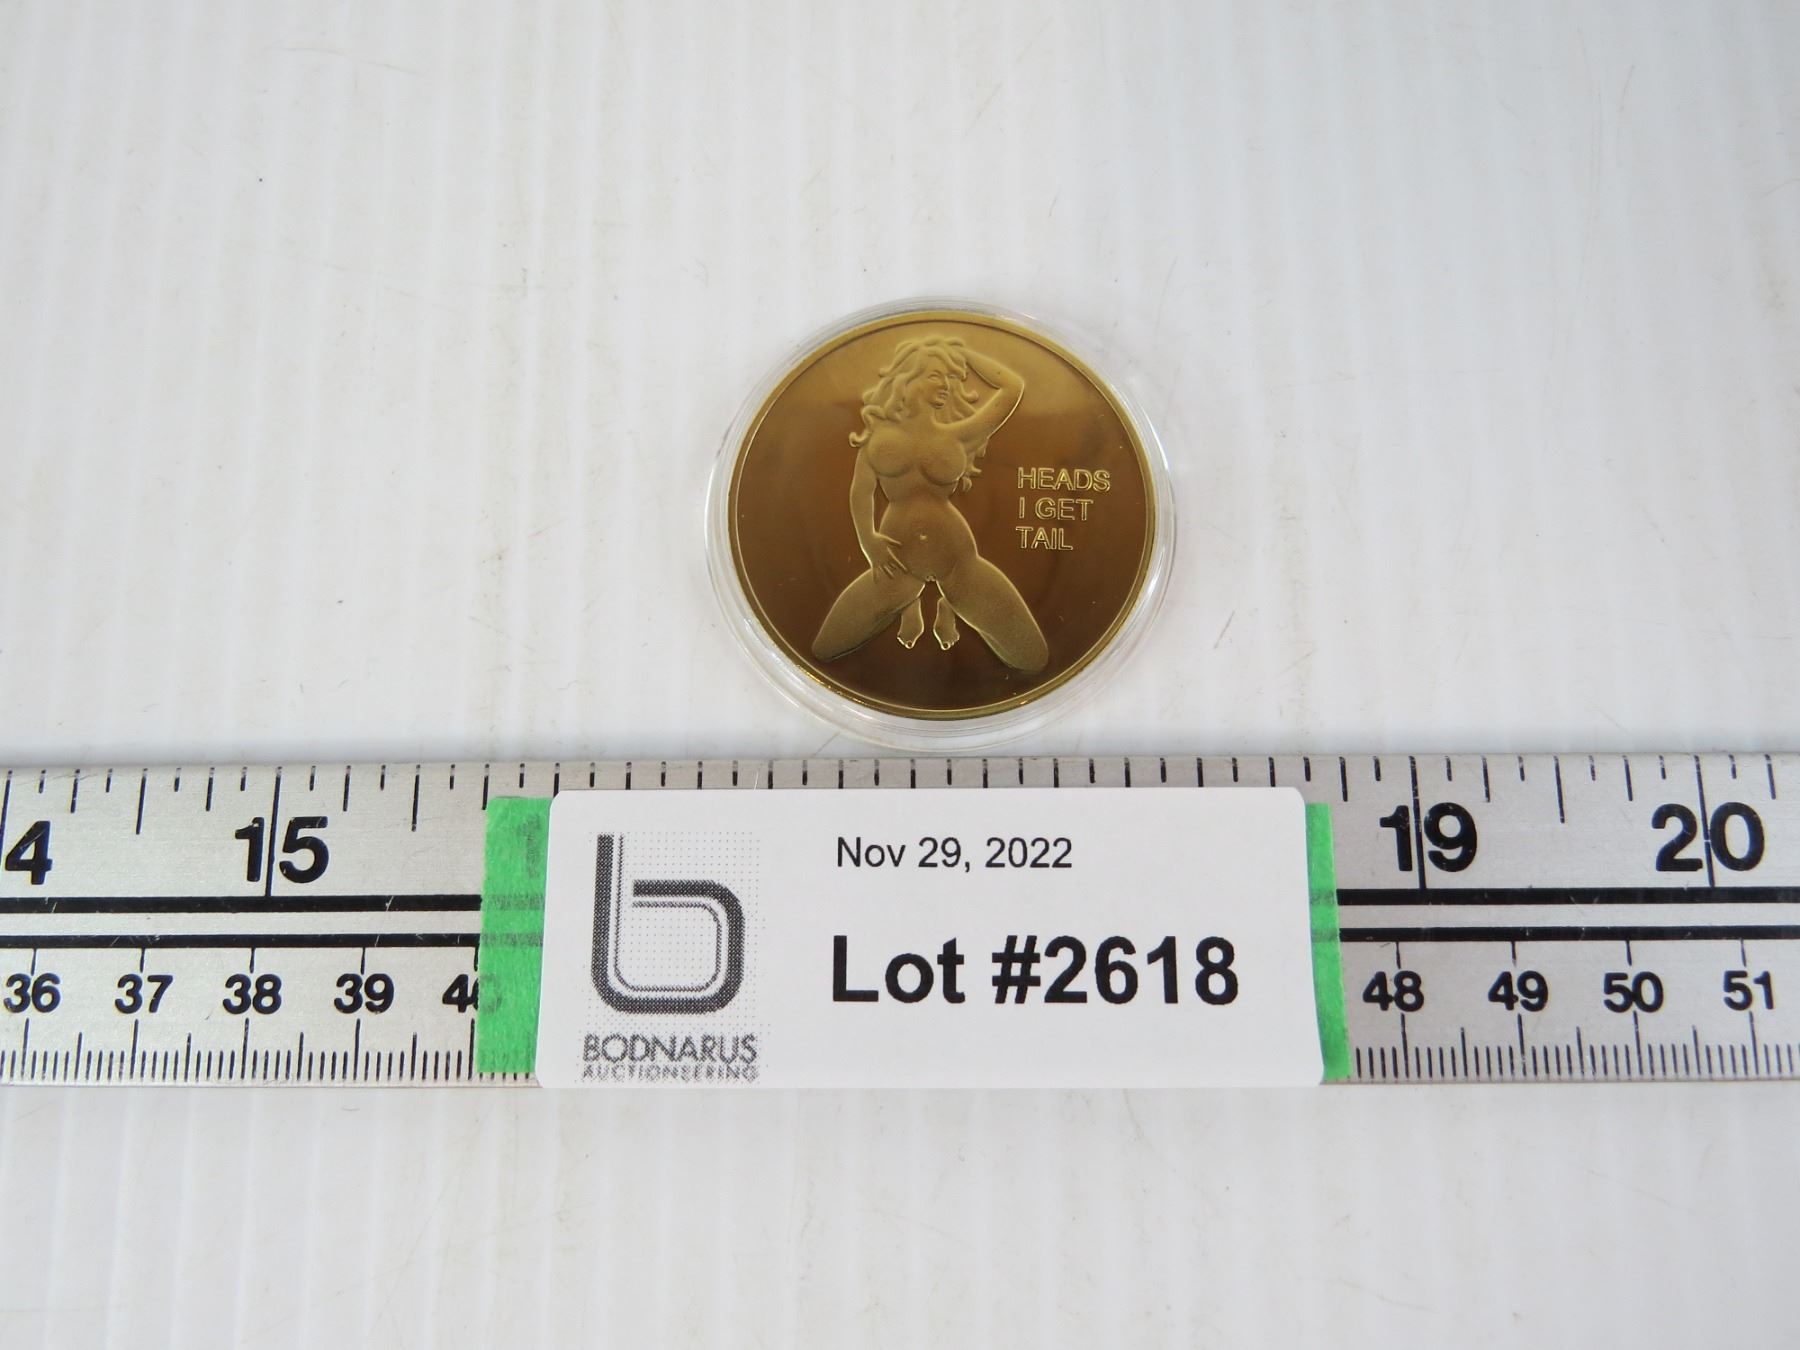 HEADS
I GET
TAIL
4 15 19 20
Nov 29, 2022
Lot #2618
b
BODNARUS
AUCTIONEERING
36 37 38 39 40 48 49 50 51